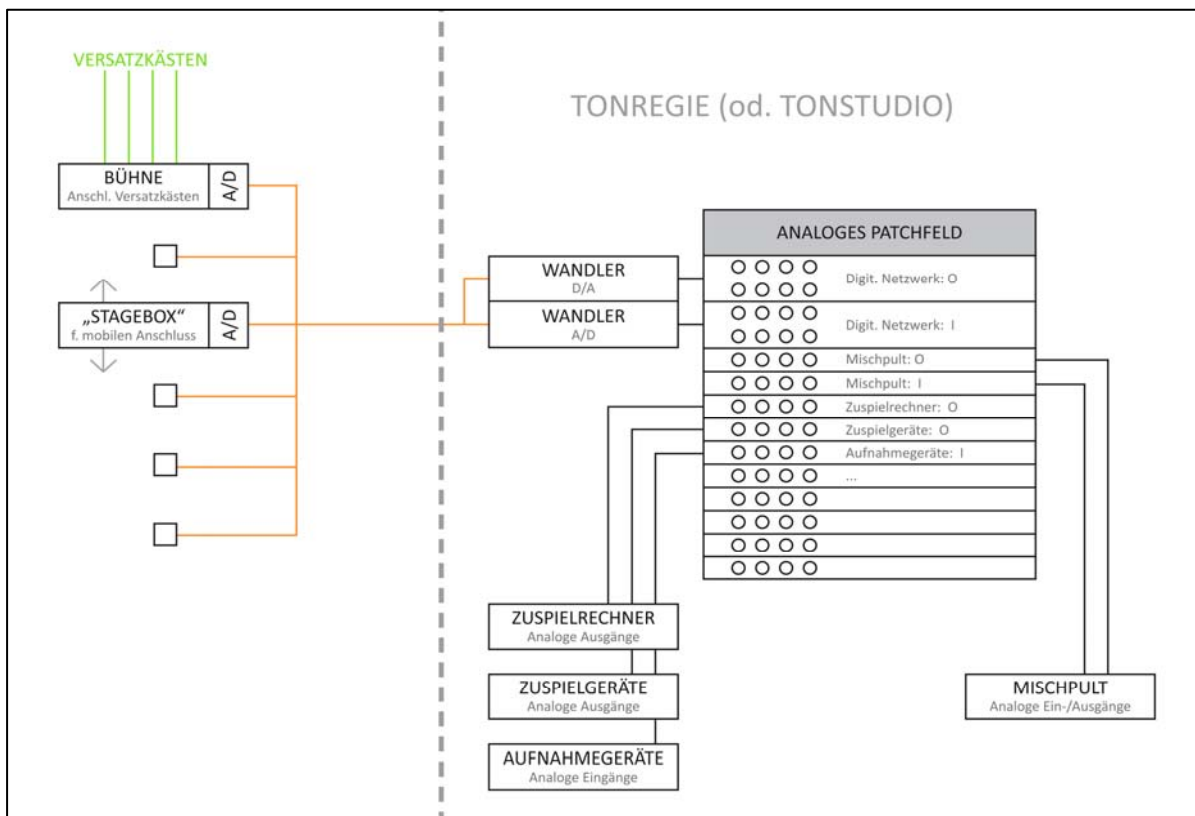 VERSATZKÄSTEN
BÜHNE
Anschl. Versatzkästen
A/D
„STAGEBOX“
f. mobilen Anschluss
A/D
TONREGIE (od. TONSTUDIO)
WANDLER
D/A
WANDLER
A/D
ANALOGES PATCHFELD
Digit. Netzwerk: O
Digit. Netzwerk: I
Mischpult: O
Mischpult: I
Zuspielrechner: O
Zuspielgeräte: O
Aufnahmegeräte: I
...
ZUSPIELRECHNER
Analoge Ausgänge
ZUSPIELGERÄTE
Analoge Ausgänge
AUFNAHMEGERÄTE
Analoge Eingänge
MISCHPULT
Analoge Ein-/Ausgänge